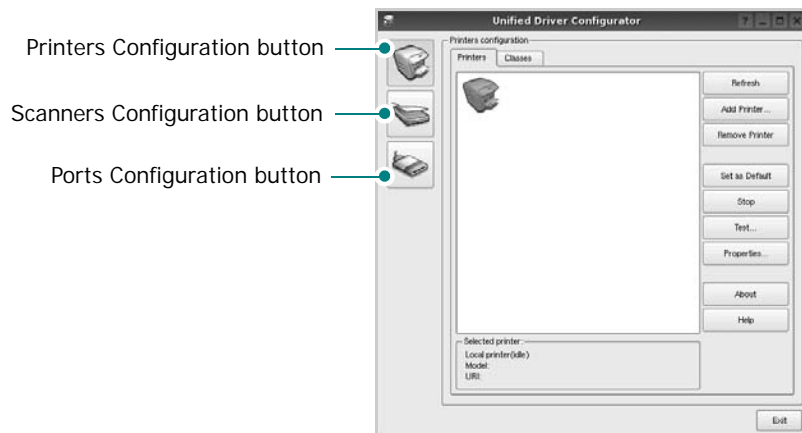 Unified Driver Configurator
Printers Configuration button
Scanners Configuration button
Ports Configuration button
Printers configuration
Printers
Classes
Refresh
Add Printer...
Remove Printer
Set as Default
Stop
Test...
Properties...
About
Help
Selected printer:
Local printer(idle)
Model:
URI:
Exit